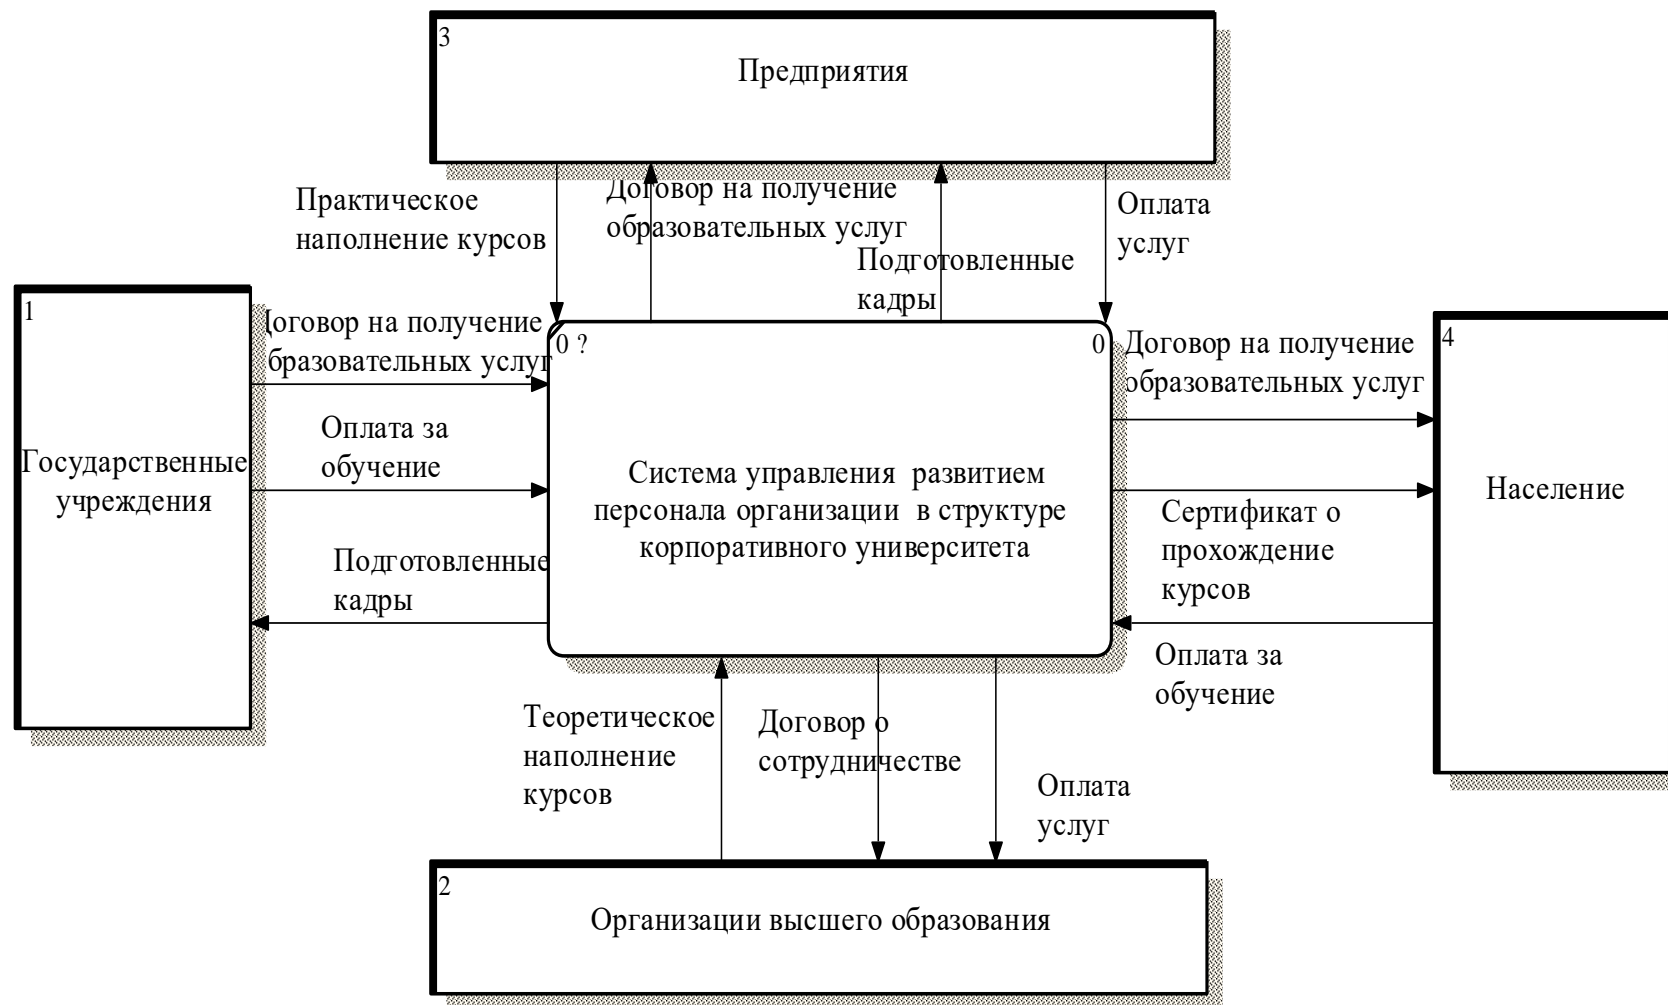 3
Предприятия
Практическое
наполнение курсов
Договор на получение
образовательных услуг
Оплата
услуг
Подготовленные
кадры
1
Договор на получение
бразовательных услуг
Оплата за
обучение
Государственные
учреждения
Подготовленные
кадры
0 ?
0
Система управления развитием
персонала организации в структуре
корпоративного университета
Договор на получение
образовательных услуг
Сертификат о
прохождение
курсов
Оплата за
обучение
4
Население
Теоретическое
наполнение
курсов
Договор о
сотрудничестве
Оплата
услуг
2
Организации высшего образования